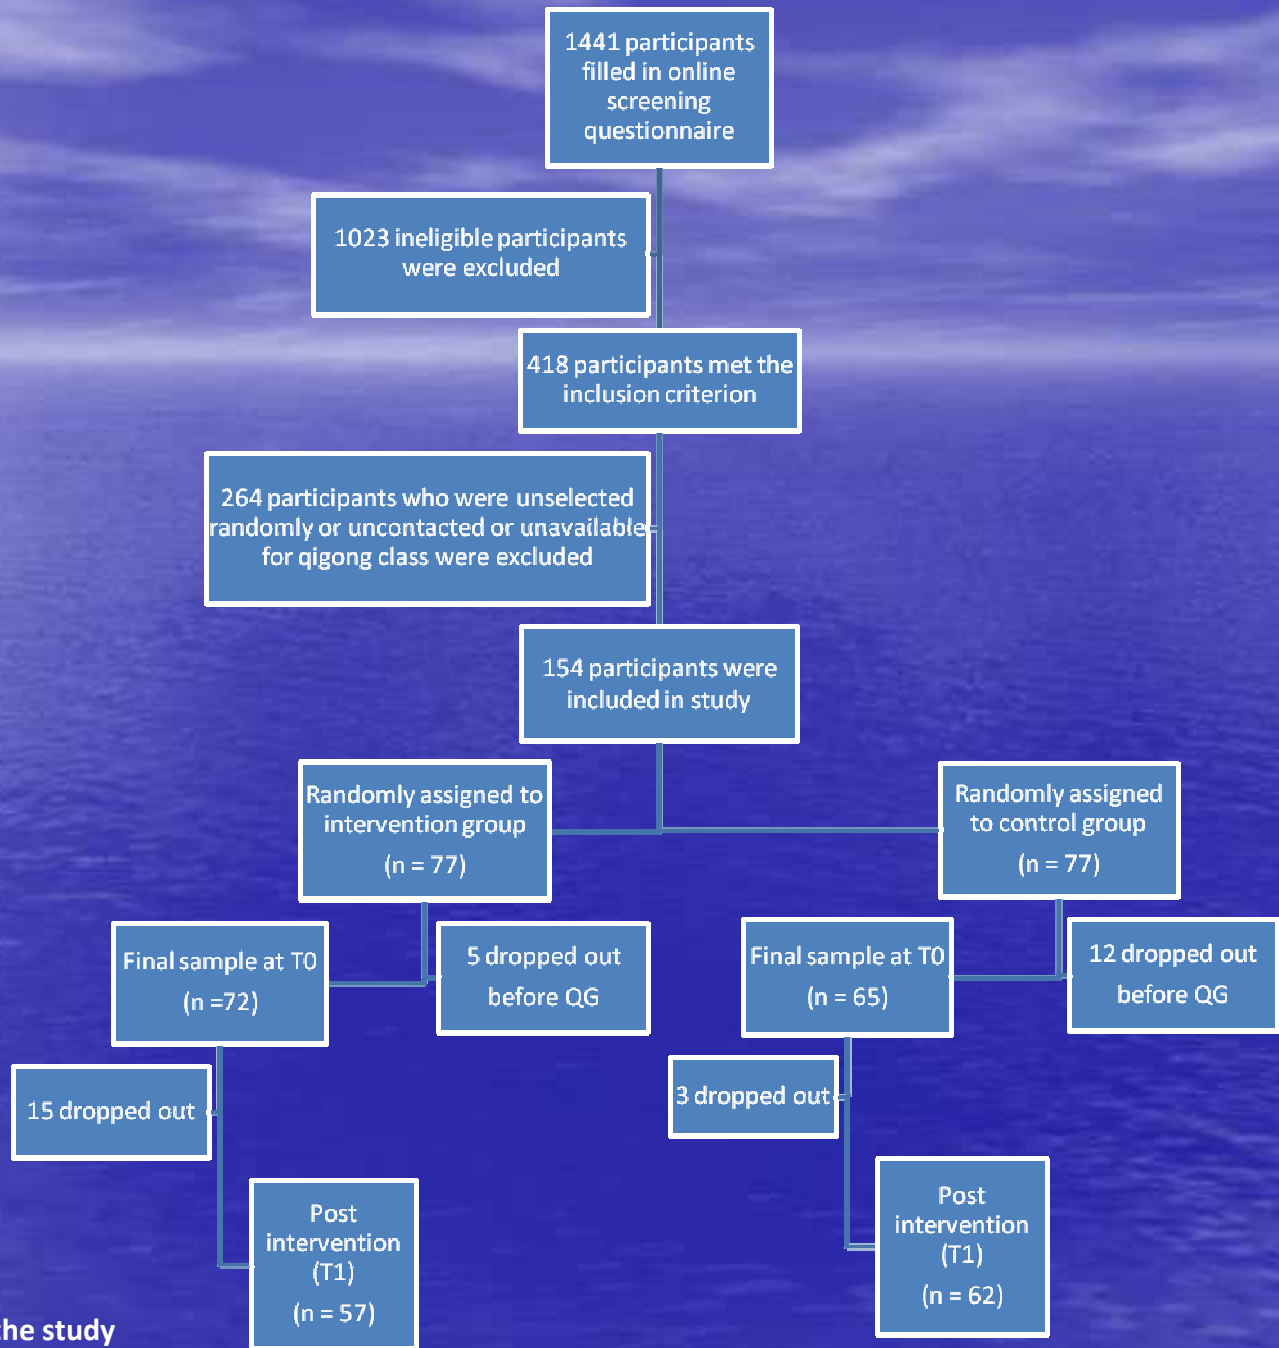 1441 participants
filled in online
screening
questionnaire
1023 ineligible participants
were excluded
418 participants met the
inclusion criterion
264 participants who were unselected
randomly or uncontacted or unavailable
for qigong class were excluded
154 participants were
included in study
Randomly assigned to
intervention group
(n = 77)
Randomly assigned
to control group
(n = 77)
Final sample at T0
(n =72)
5 dropped out
before QG
Final sample at T0
(n = 65)
12 dropped out
before QG
15 dropped out
3 dropped out
Post
intervention
(T1)
(n = 57)
Post
intervention
(T1)
(n = 62)
the study